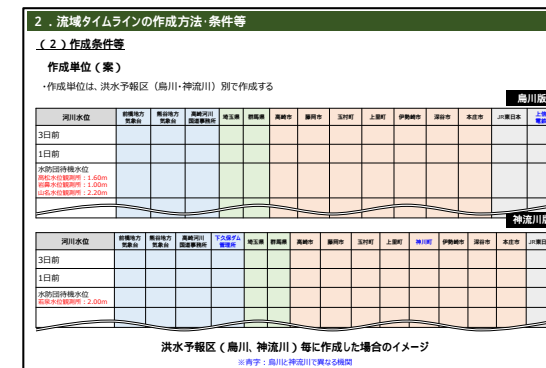 ２．流域タイムラインの作成方法･条件等
（２）作成条件等
作成単位（案）
・作成単位は、洪水予報区（烏川･神流川）別で作成する
烏川版
河川水位 前橋地方気象台 熊谷地方気象台 高崎河川国道事務所 埼玉県 群馬県 高崎市 藤岡市 玉村町 上里町 伊勢崎市 深谷市 本庄市 JR東日本
3日前
1日前
水防団待機水位
高松水位観測所：1.60m
岩鼻水位観測所：1.00m
山名水位観測所：2.20m
神流川版
河川水位 前橋地方気象台 熊谷地方気象台 高崎河川国道事務所 下久保ダム管理所 埼玉県 群馬県 高崎市 藤岡市 玉村町 上里町 神川町 伊勢崎市 深谷市 本庄市 JR東日
3日前
1日前
水防団待機水位
若泉水位観測所：2.00m
洪水予報区（烏川、神流川）毎に作成した場合のイメージ
※青字：烏川と神流川で異なる機関